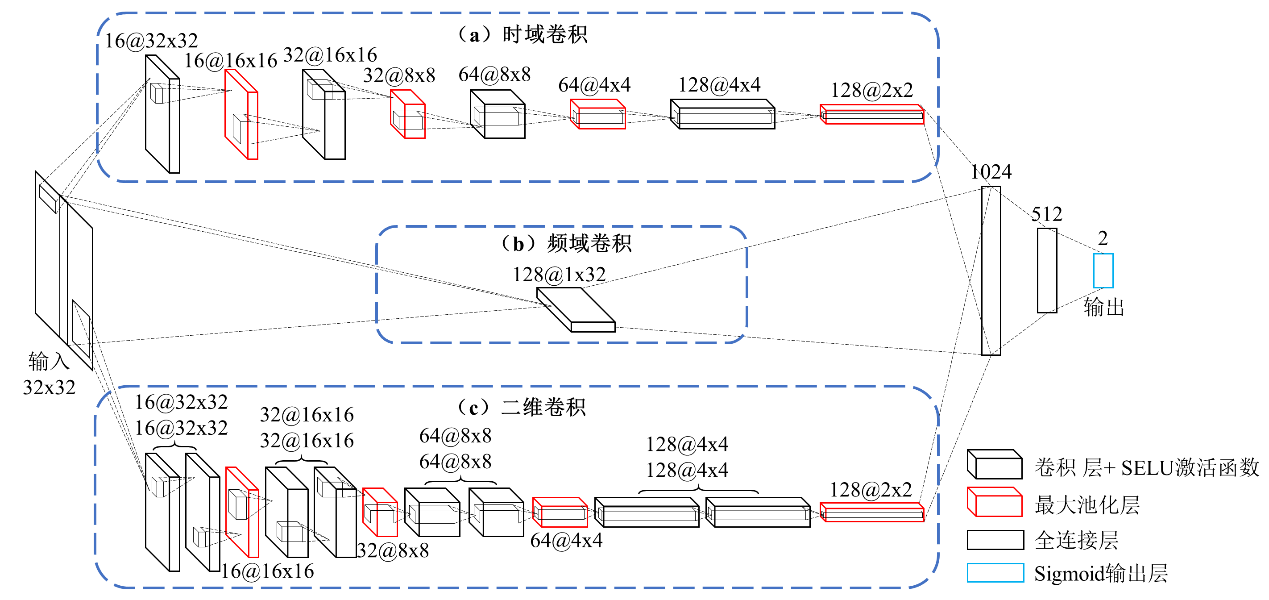 (a) 时域卷积
16@32x32
16@16x16
32@16x16
32@8x8
64@8x8
64@4x4
128@4x4
128@2x2
(b) 频域卷积
128@1x32
输入
32x32
1024
512
2
输出
(c) 二维卷积
16@32x32
16@32x32
16@16x16
32@16x16
32@16x16
32@8x8
64@8x8
64@8x8
64@4x4
128@4x4
128@4x4
128@2x2
卷积 层+ SELU激活函数
最大池化层
全连接层
Sigmoid输出层